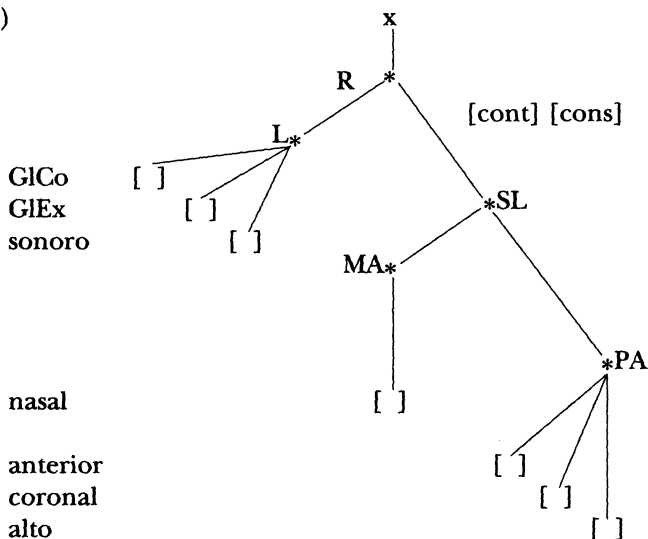 )
x
R *
[cont] [cons]
L*
GlCo [ ]
GlEx [ ]
sonoro [ ]
*SL
MA*
*PA
nasal [ ]
anterior [ ]
coronal [ ]
alto [ ]